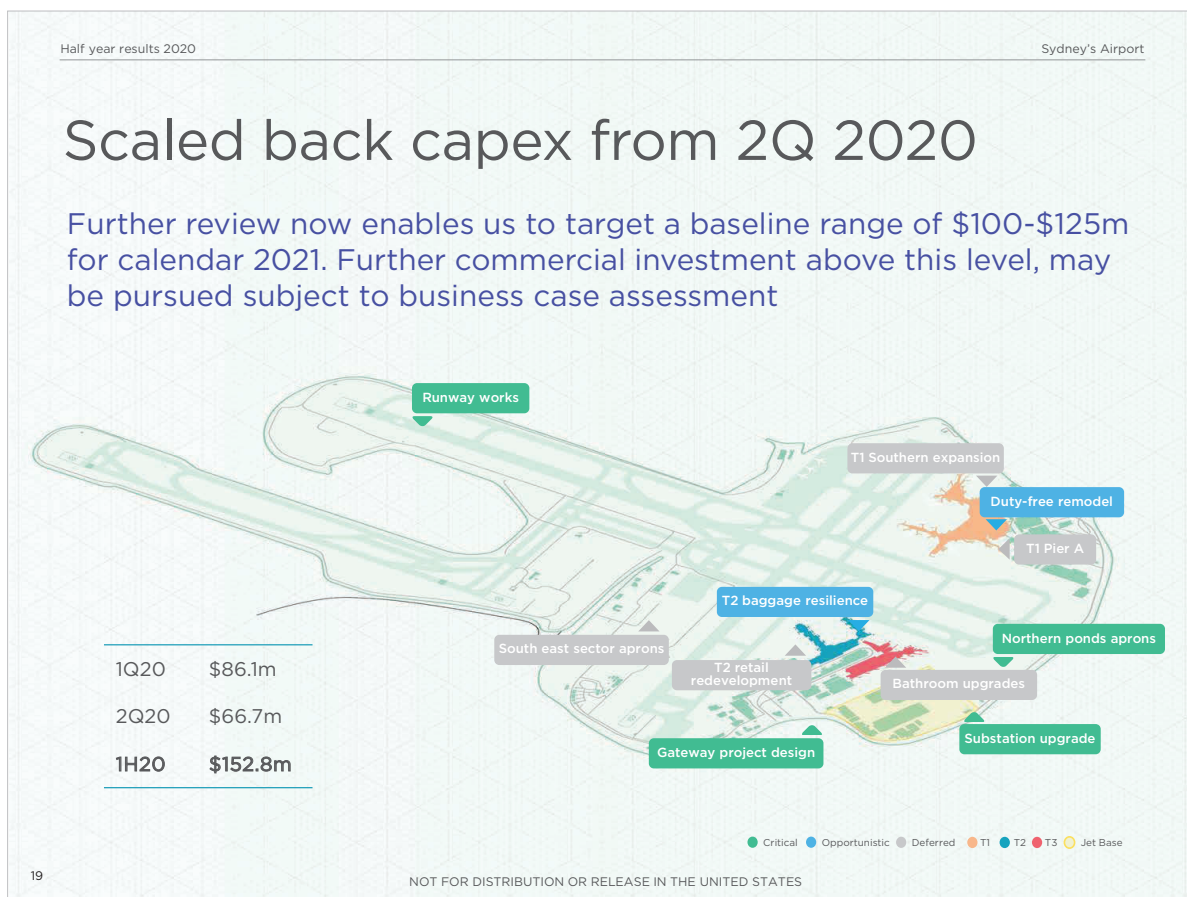 Half year results 2020
Sydney's Airport
Scaled back capex from 2Q 2020
Further review now enables us to target a baseline range of $100-$125m
for calendar 2021. Further commercial investment above this level, may
be pursued subject to business case assessment
Runway works
T1 Southern expansion
Duty-free remodel
T1 Pier A
T2 baggage resilience
Northern ponds aprons
South east sector aprons
T2 retail
redevelopment
Bathroom upgrades
Substation upgrade
Gateway project design
1Q20 $86.1m
2Q20 $66.7m
1H20 $152.8m
Critical Opportunistic Deferred T1 T2 T3 Jet Base
19
NOT FOR DISTRIBUTION OR RELEASE IN THE UNITED STATES